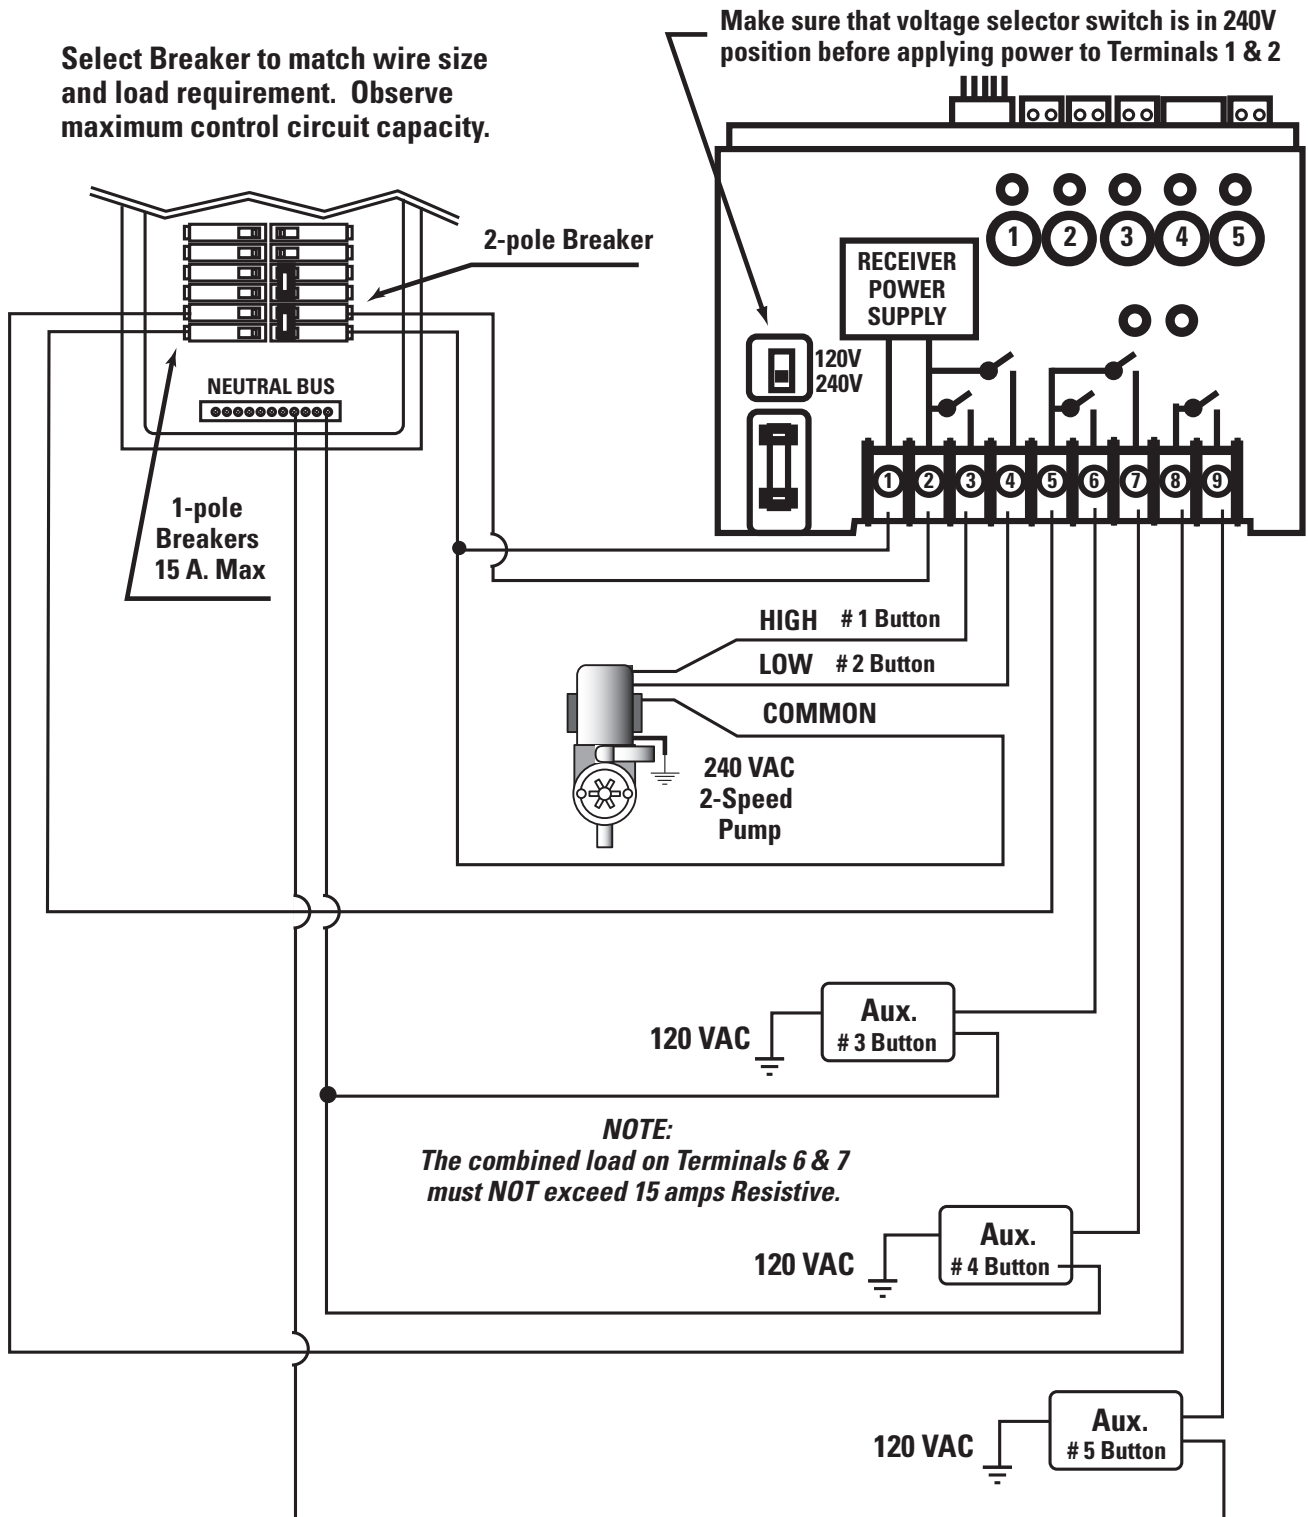 Make sure that voltage selector switch is in 240V
position before applying power to Terminals 1 & 2
Select Breaker to match wire size
and load requirement. Observe
maximum control circuit capacity.
2-pole Breaker
1 2 3 4 5
RECEIVER
POWER
SUPPLY
120V
240V
NEUTRAL BUS
1 2 3 4 5 6 7 8 9
1-pole
Breakers
15 A. Max
HIGH # 1 Button
LOW # 2 Button
COMMON
240 VAC
2-Speed
Pump
Aux.
# 3 Button
120 VAC
NOTE:
The combined load on Terminals 6 & 7
must NOT exceed 15 amps Resistive.
Aux.
# 4 Button
120 VAC
Aux.
# 5 Button
120 VAC